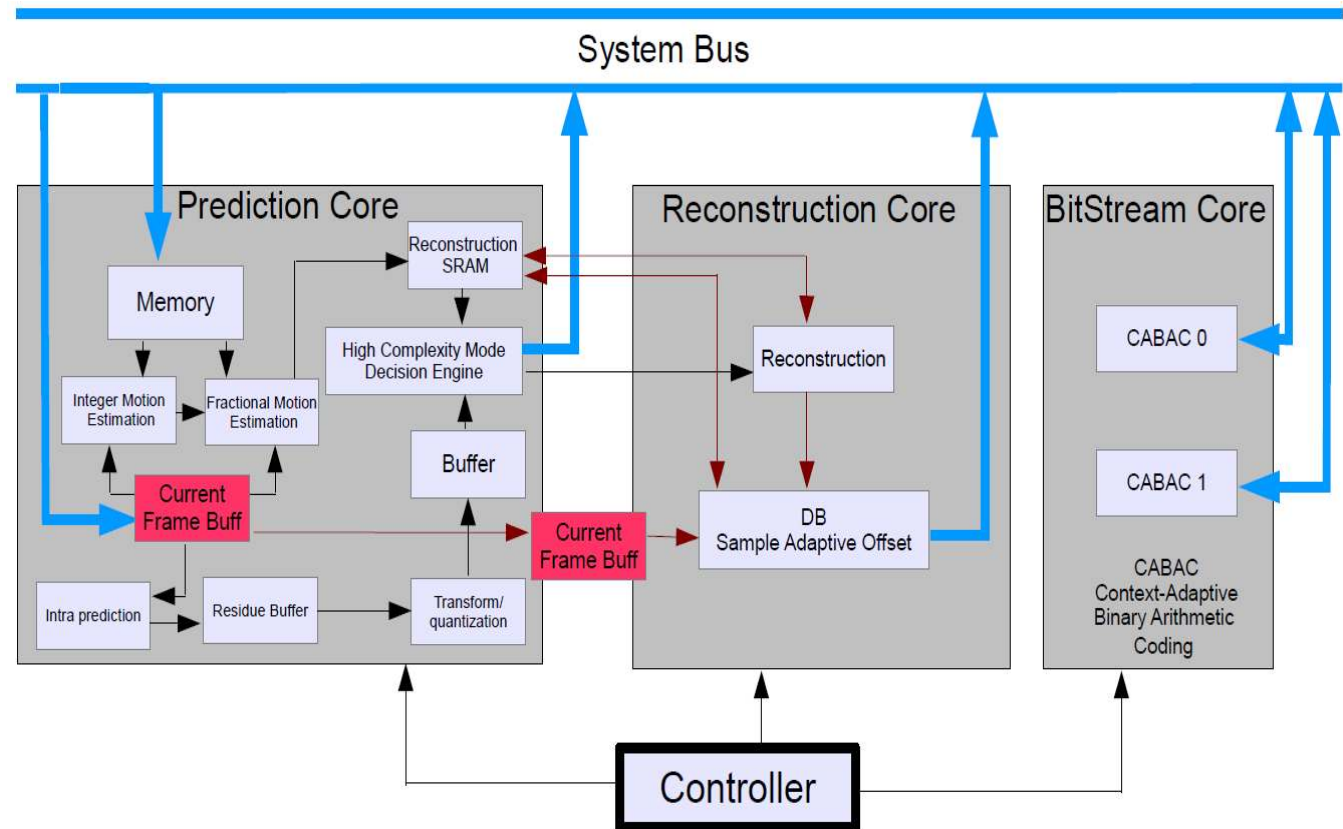 System Bus
Prediction Core
Reconstruction
SRAM
Memory
High Complexity Mode
Decision Engine
Integer Motion
Estimation
Fractional Motion
Estimation
Buffer
Current
Frame Buff
Intra prediction
Residue Buffer
Transform/
quantization
Current
Frame Buff
Reconstruction Core
Reconstruction
DB
Sample Adaptive Offset
BitStream Core
CABAC 0
CABAC 1
CABAC
Context-Adaptive
Binary Arithmetic
Coding
Controller